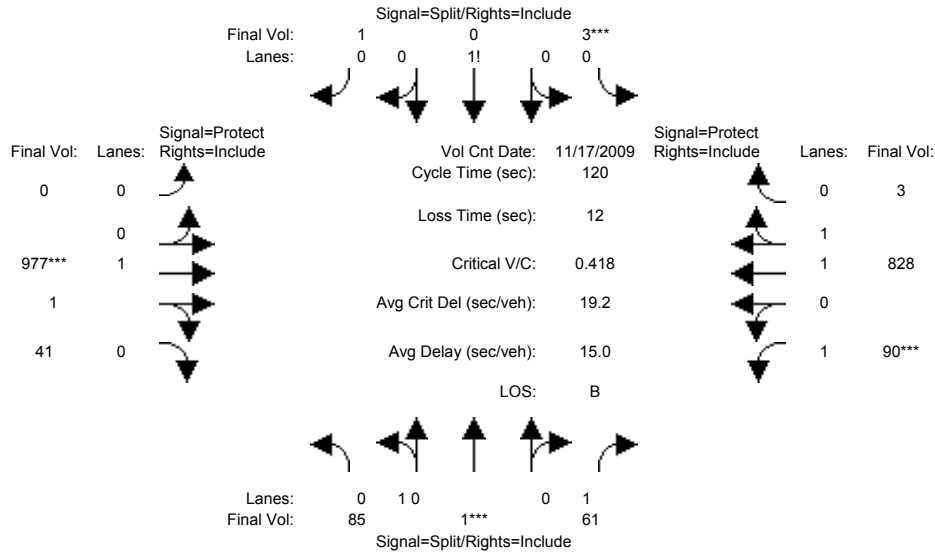 Signal=Split/Rights=Include
Final Vol: 1 0 3***
Lanes: 0 0 1! 0 0
Signal=Protect Signal=Protect
Final Vol: Lanes: Rights=Include Vol Cnt Date: 11/17/2009 Rights=Include Lanes: Final Vol:
Cycle Time (sec): 120
0 0 0 3
Loss Time (sec): 12
0 1
977*** 1 Critical V/C: 0.418 1 828
1 Avg Crit Del (sec/veh): 19.2 0
41 0 Avg Delay (sec/veh): 15.0 1 90***
LOS: B
Lanes: 0 1 0 0 1
Final Vol: 85 1*** 61
Signal=Split/Rights=Include